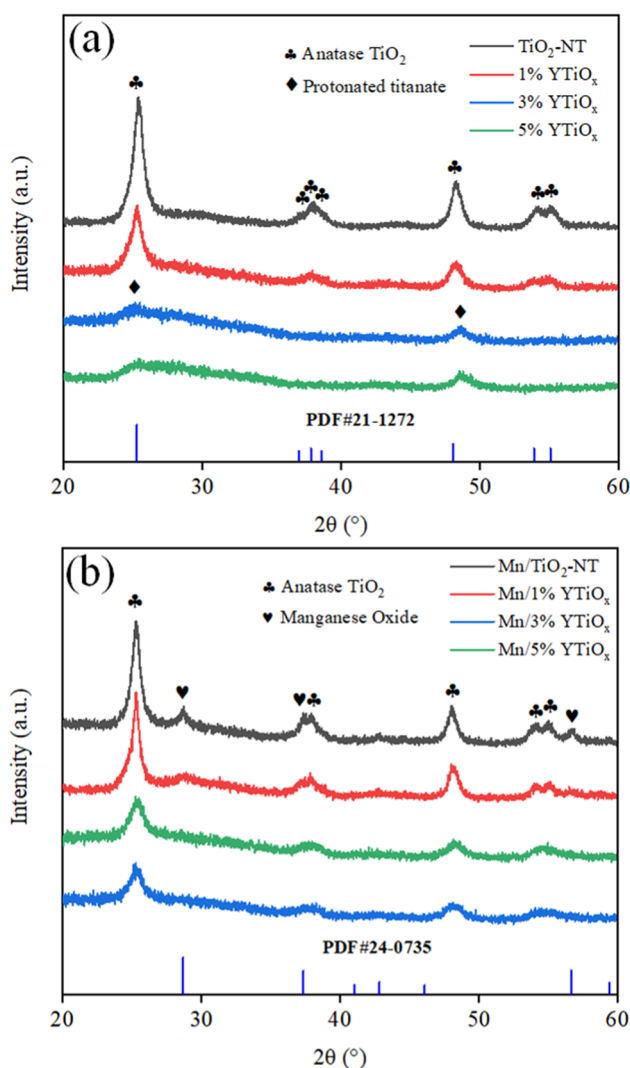 (a)
♣ Anatase TiO₂
♦ Protonated titanate
TiO₂-NT
1% YTiOₓ
3% YTiOₓ
5% YTiOₓ
Intensity (a.u.)
PDF#21-1272
20 30 40 50 60
2θ (°)
(b)
♣ Anatase TiO₂
♥ Manganese Oxide
Mn/TiO₂-NT
Mn/1% YTiOₓ
Mn/3% YTiOₓ
Mn/5% YTiOₓ
Intensity (a.u.)
PDF#24-0735
20 30 40 50 60
2θ (°)